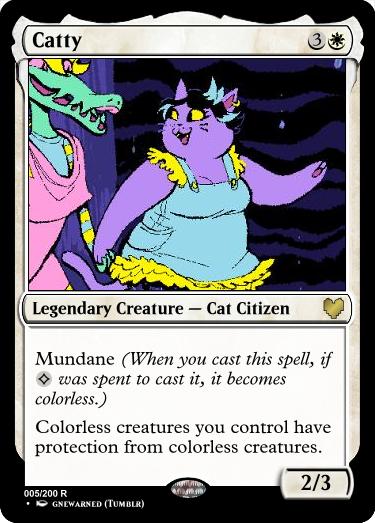 Catty 3
Legendary Creature — Cat Citizen
Mundane (When you cast this spell, if
was spent to cast it, it becomes
colorless.)
Colorless creatures you control have
protection from colorless creatures.
2/3
005/200 R
• GNEWARNED (TUMBLR)